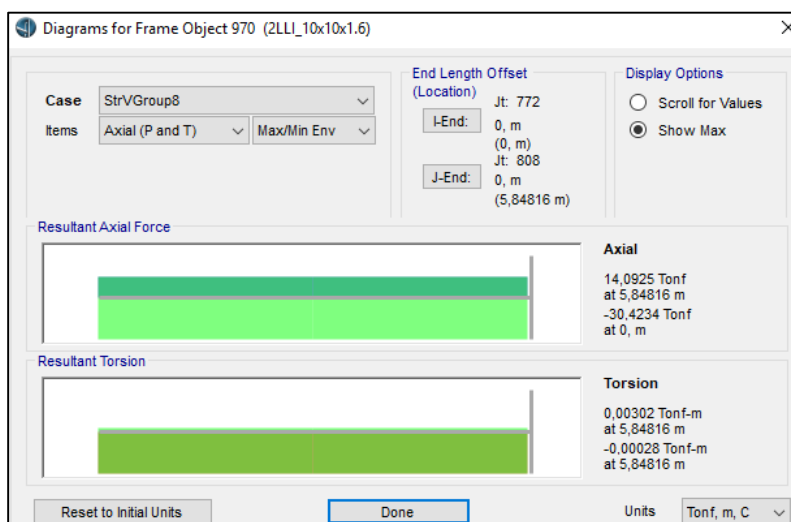 Diagrams for Frame Object 970 (2LLI_10x10x1.6)
Case StrVGroup8
Items Axial (P and T) Max/Min Env
End Length Offset
(Location)
I-End:
Jt: 772
0, m
(0, m)
J-End:
Jt: 808
0, m
(5,84816 m)
Display Options
Scroll for Values
Show Max
Resultant Axial Force
Axial
14,0925 Tonf
at 5,84816 m
-30,4234 Tonf
at 0, m
Resultant Torsion
Torsion
0,00302 Tonf-m
at 5,84816 m
-0,00028 Tonf-m
at 5,84816 m
Reset to Initial Units Done Units Tonf, m, C